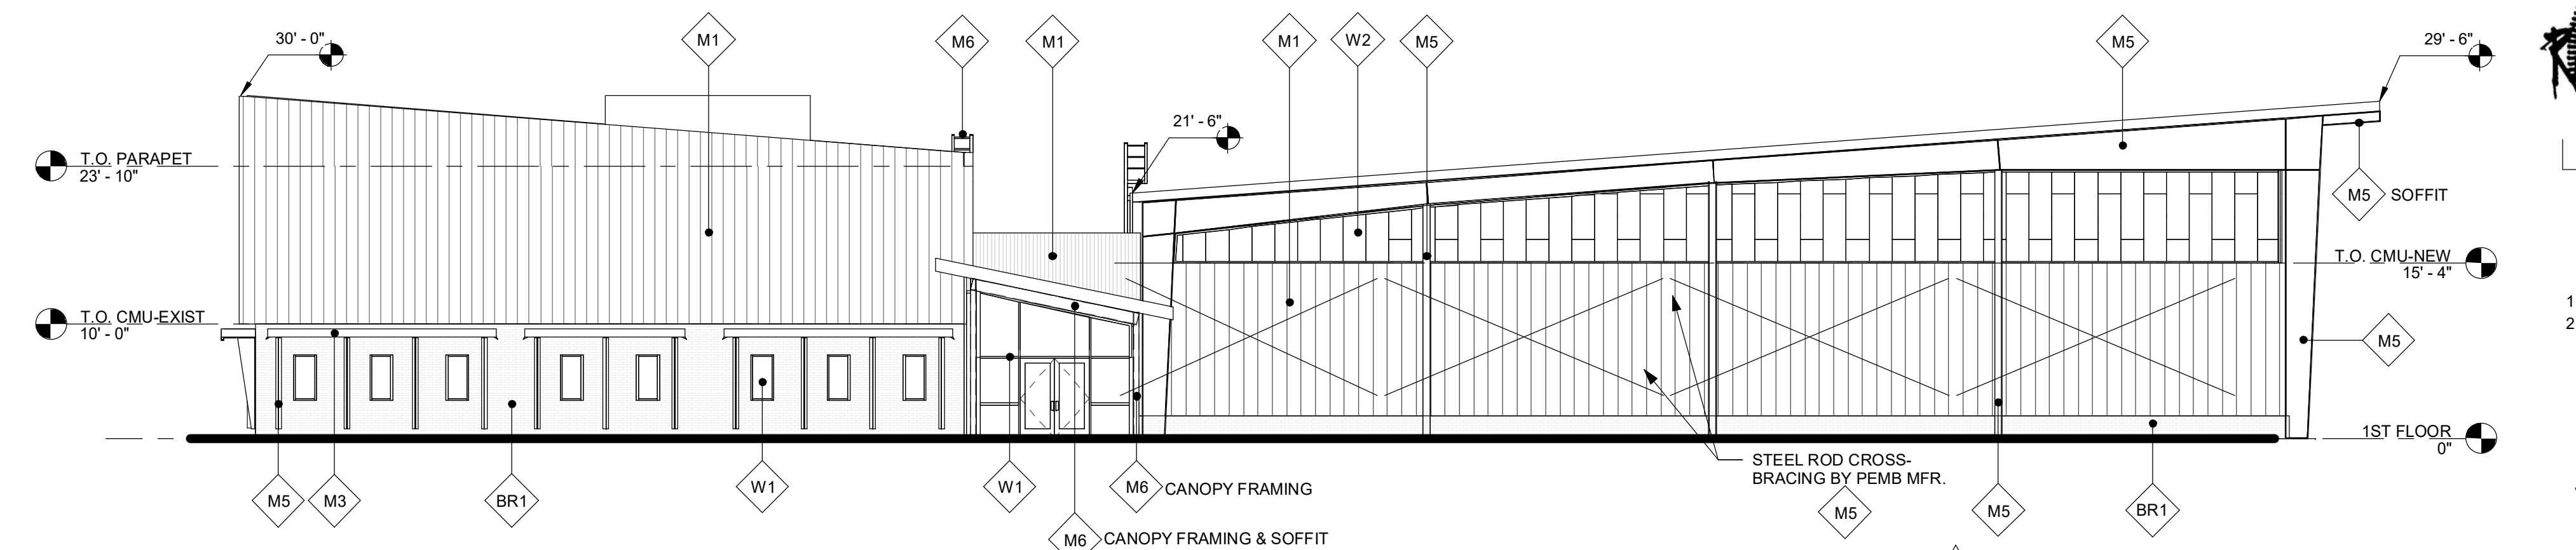 M1
M6
M1
M1
W2
M5
M5
30' - 0"
29' - 6"
21' - 6"
T.O. PARAPET
23' - 10"
M5 SOFFIT
T.O. CMU-NEW
15' - 4"
T.O. CMU-EXIST
10' - 0"
M5
1ST FLOOR
0"
STEEL ROD CROSS-
BRACING BY PEMB MFR.
M5
M5
M3
BR1
W1
W1
M6 CANOPY FRAMING
M5
BR1
M6 CANOPY FRAMING & SOFFIT
1
2